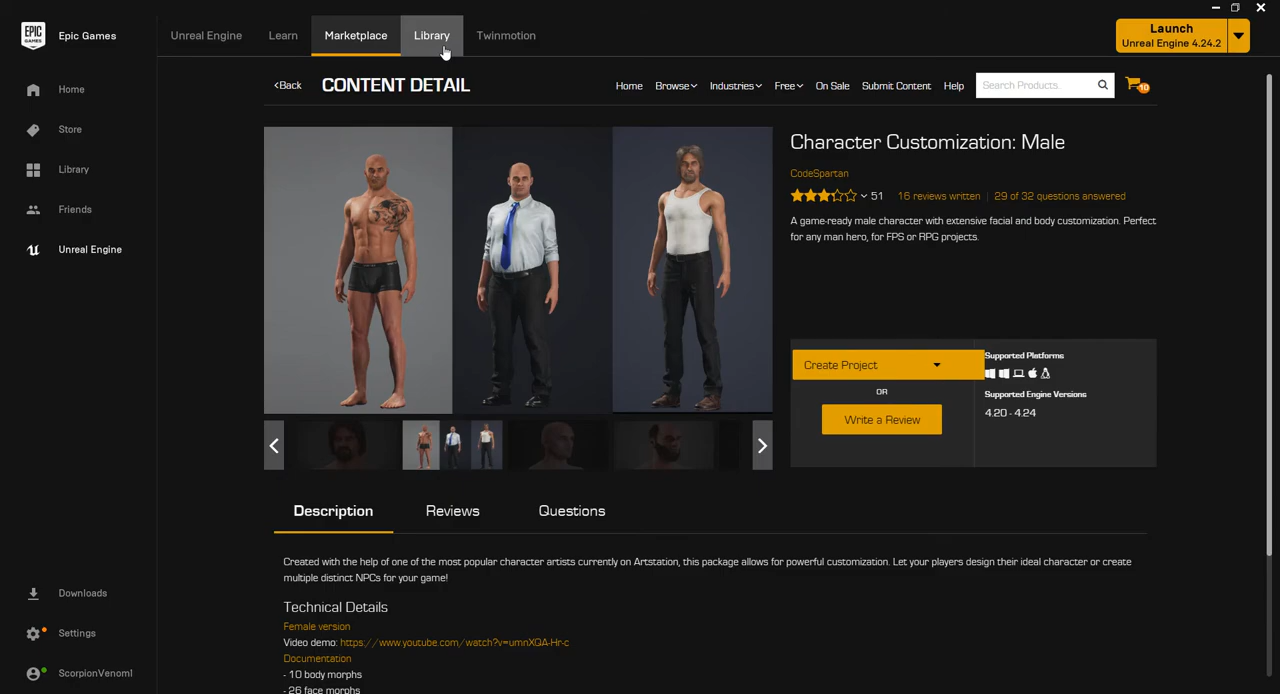 EPIC GAMES
Epic Games
Unreal Engine
Learn
Marketplace
Library
Twinmotion
Launch
Unreal Engine 4.24.2
Home
Store
Library
Friends
Unreal Engine
Downloads
Settings
ScorpionVenom1
<Back
CONTENT DETAIL
Home
Browse
Industries
Free
On Sale
Submit Content
Help
Search Products..
10
Character Customization: Male
CodeSpartan
51
16 reviews written
29 of 32 questions answered
A game-ready male character with extensive facial and body customization. Perfect
for any man hero, for FPS or RPG projects.
Create Project
OR
Write a Review
Supported Platforms
Supported Engine Versions
4.20 - 4.24
Description
Reviews
Questions
Created with the help of one of the most popular character artists currently on Artstation, this package allows for powerful customization. Let your players design their ideal character or create
multiple distinct NPCs for your game!
Technical Details
Female version
Video demo: https://www.youtube.com/watch?v=umnXQA-Hr-c
Documentation
- 10 body morphs
- 26 face morphs